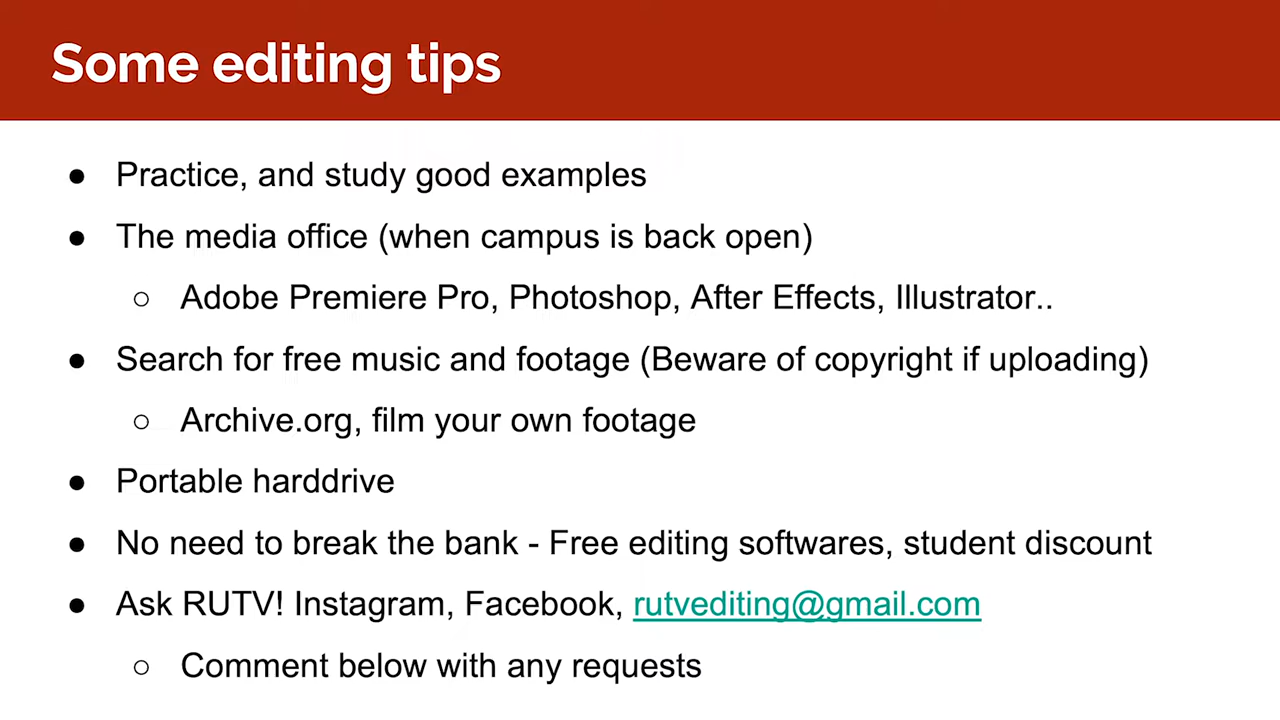 Some editing tips
● Practice, and study good examples
● The media office (when campus is back open)
○ Adobe Premiere Pro, Photoshop, After Effects, Illustrator..
● Search for free music and footage (Beware of copyright if uploading)
○ Archive.org, film your own footage
● Portable harddrive
● No need to break the bank - Free editing softwares, student discount
● Ask RUTV! Instagram, Facebook, rutvediting@gmail.com
○ Comment below with any requests